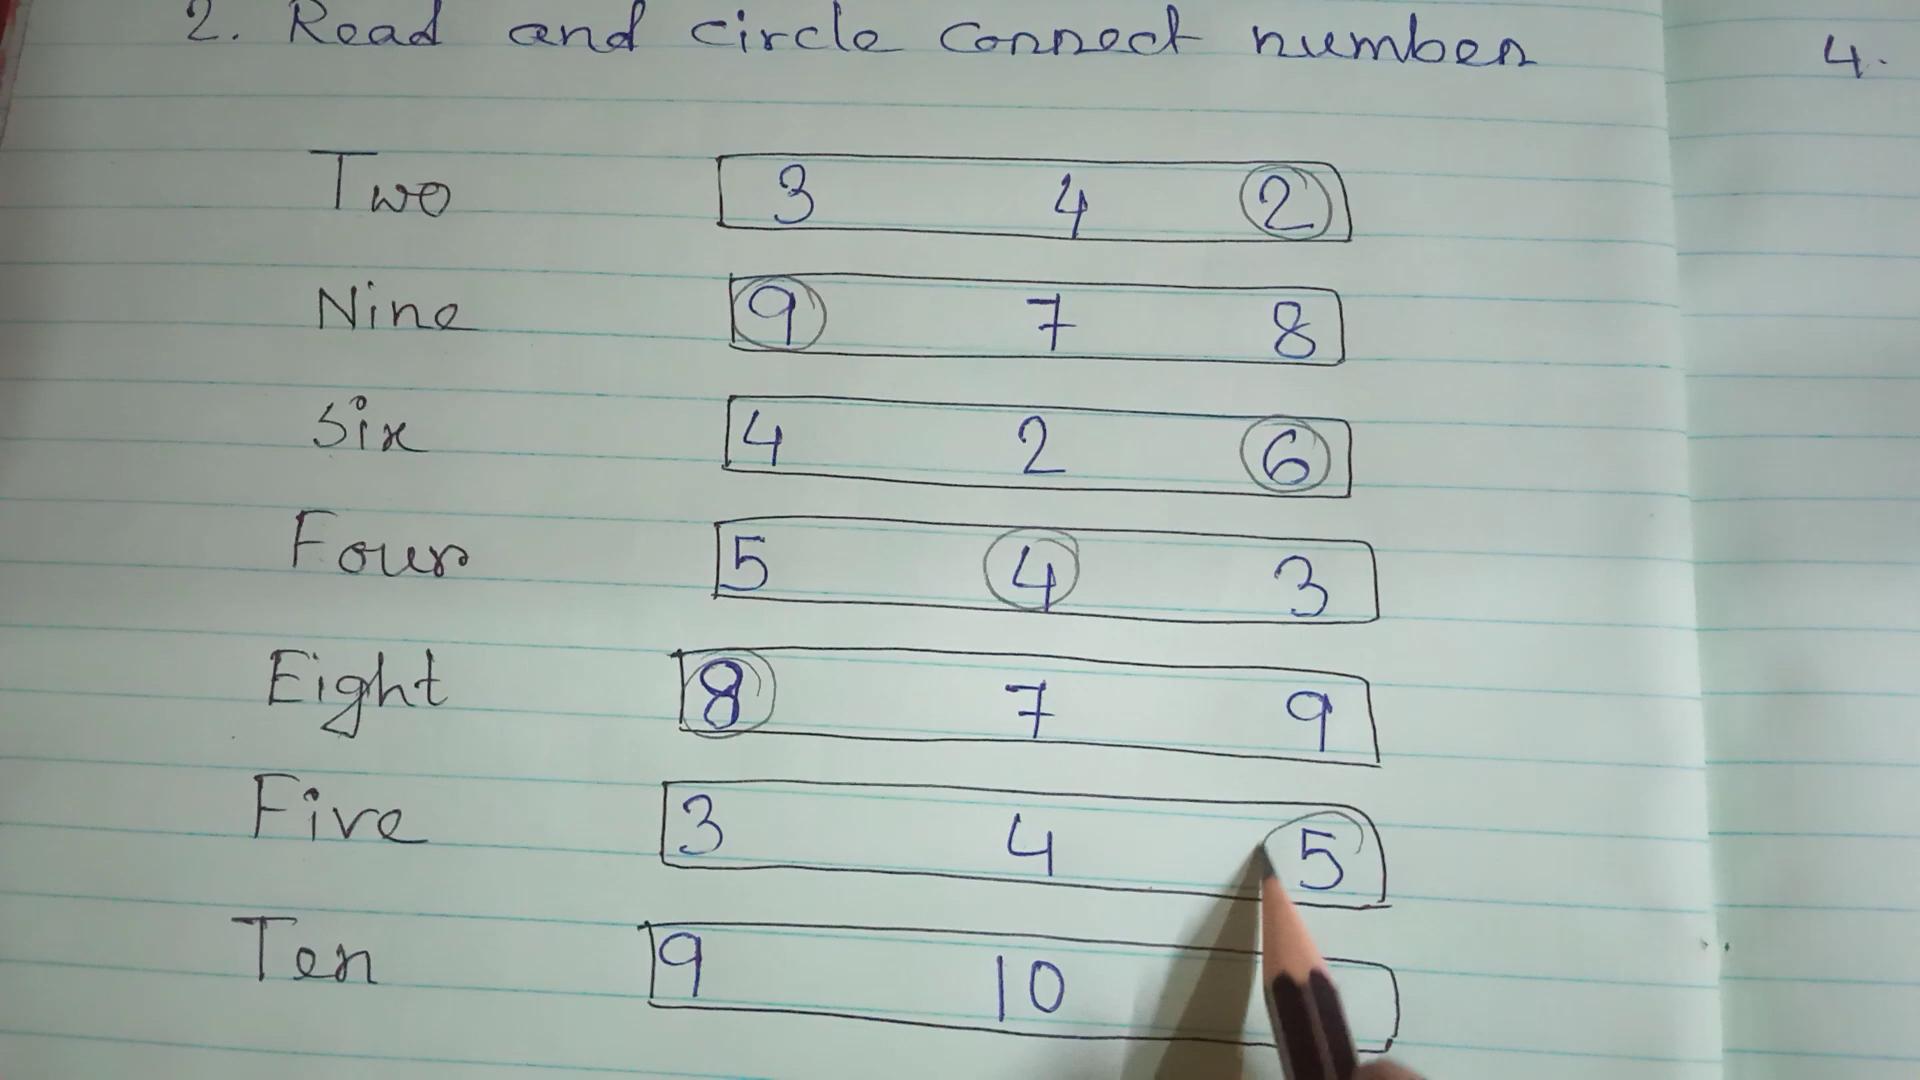 2. Read and circle correct number
4.
Two 3 4 2
Nine 9 7 8
Six 4 2 6
Four 5 4 3
Eight 8 7 9
Five 3 4 5
Ten 9 10